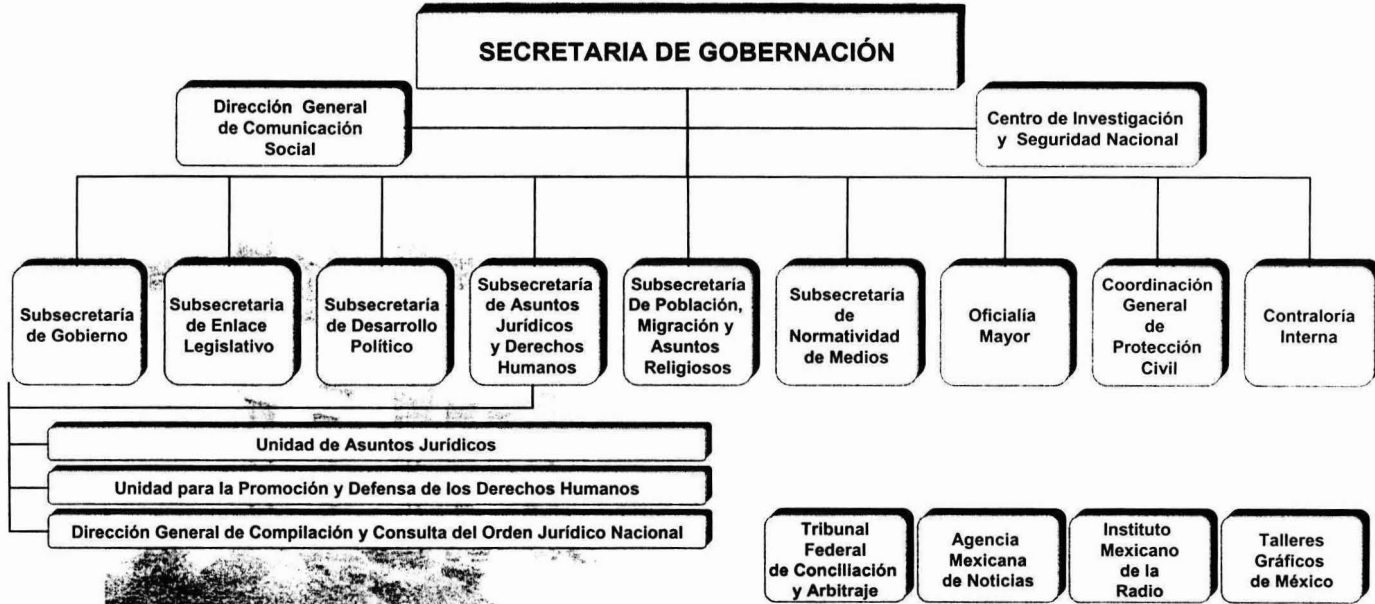 SECRETARIA DE GOBERNACIÓN
Dirección General
de Comunicación
Social
Centro de Investigación
y Seguridad Nacional
Subsecretaría
de Gobierno
Subsecretaria
de Enlace
Legislativo
Subsecretaría
de Desarrollo
Político
Subsecretaría
de Asuntos
Jurídicos
y Derechos
Humanos
Subsecretaría
De Población,
Migración y
Asuntos
Religiosos
Subsecretaría
de
Normatividad
de Medios
Oficialía
Mayor
Coordinación
General
de
Protección
Civil
Contraloría
Interna
Unidad de Asuntos Jurídicos
Unidad para la Promoción y Defensa de los Derechos Humanos
Dirección General de Compilación y Consulta del Orden Jurídico Nacional
Tribunal
Federal
de Conciliación
y Arbitraje
Agencia
Mexicana
de Noticias
Instituto
Mexicano
de la
Radio
Talleres
Gráficos
de México